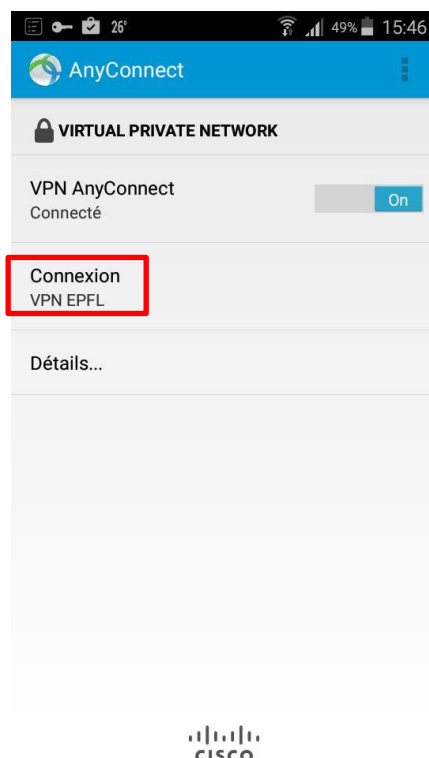 26° 49% 15:46
AnyConnect
VIRTUAL PRIVATE NETWORK
VPN AnyConnect
Connecté
On
Connexion
VPN EPFL
Détails...
CISCO